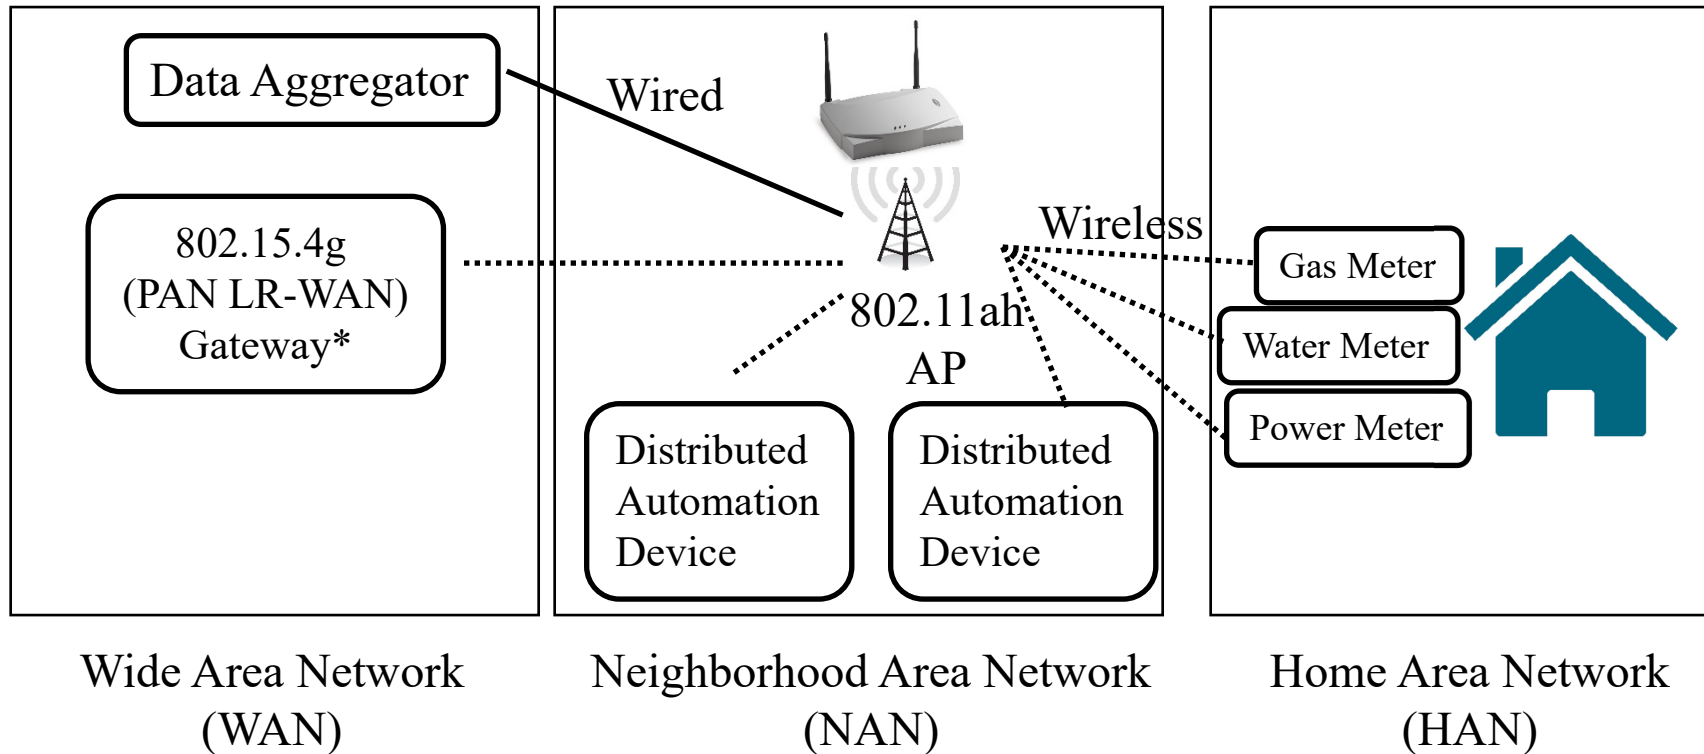 Data Aggregator
802.15.4g
(PAN LR-WAN)
Gateway*
Wide Area Network
(WAN)
Wired
802.11ah
AP
Distributed
Automation
Device
Distributed
Automation
Device
Neighborhood Area Network
(NAN)
Wireless
Gas Meter
Water Meter
Power Meter
Home Area Network
(HAN)